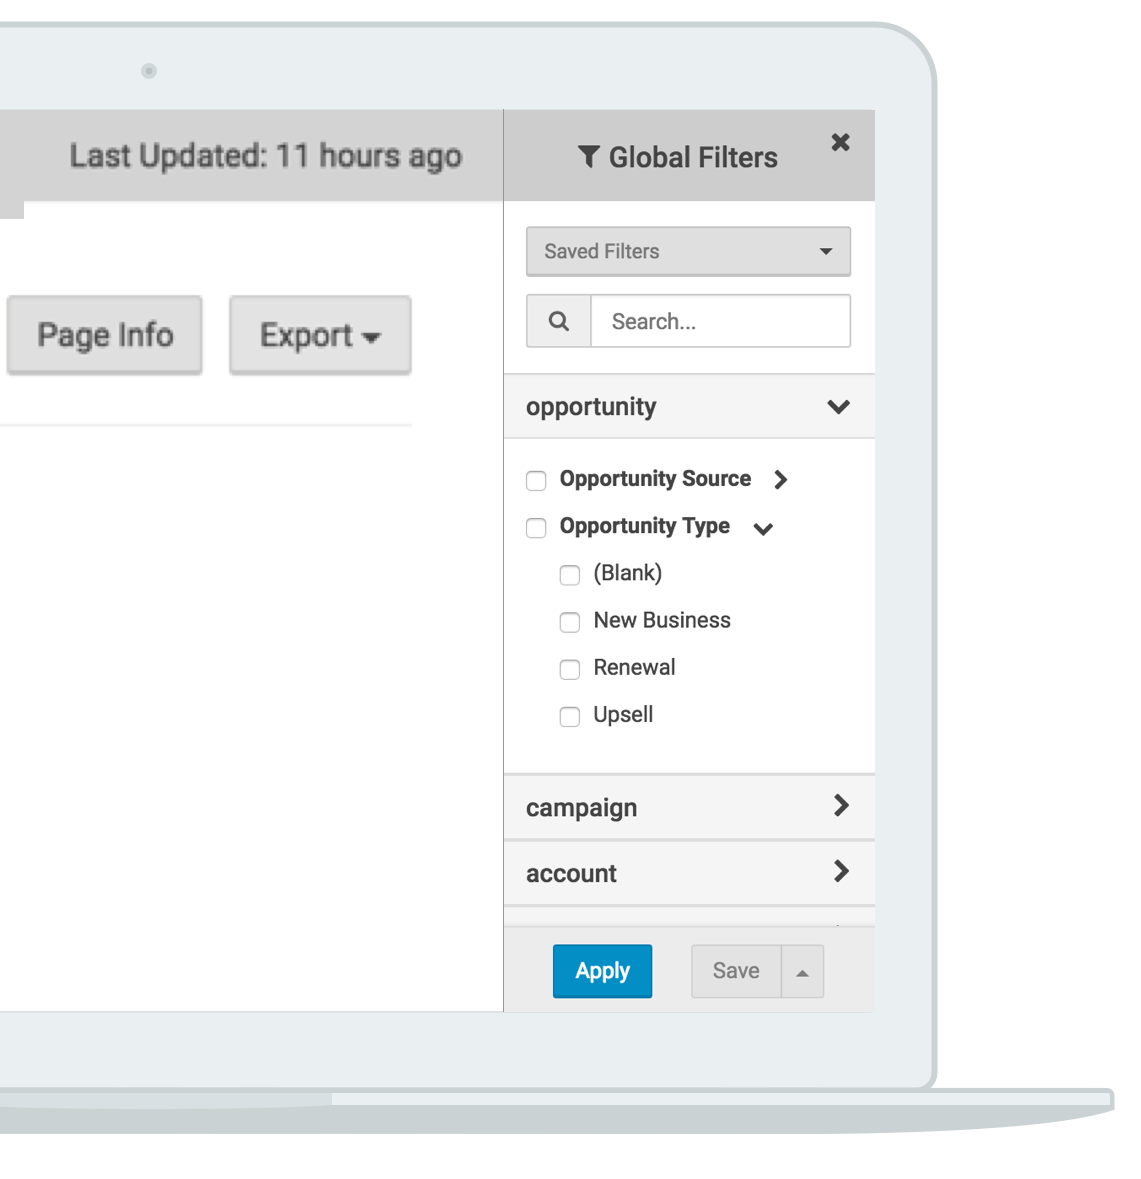 Last Updated: 11 hours ago
Global Filters
Saved Filters
Search...
Page Info
Export
opportunity
Opportunity Source
Opportunity Type
(Blank)
New Business
Renewal
Upsell
campaign
account
Apply
Save